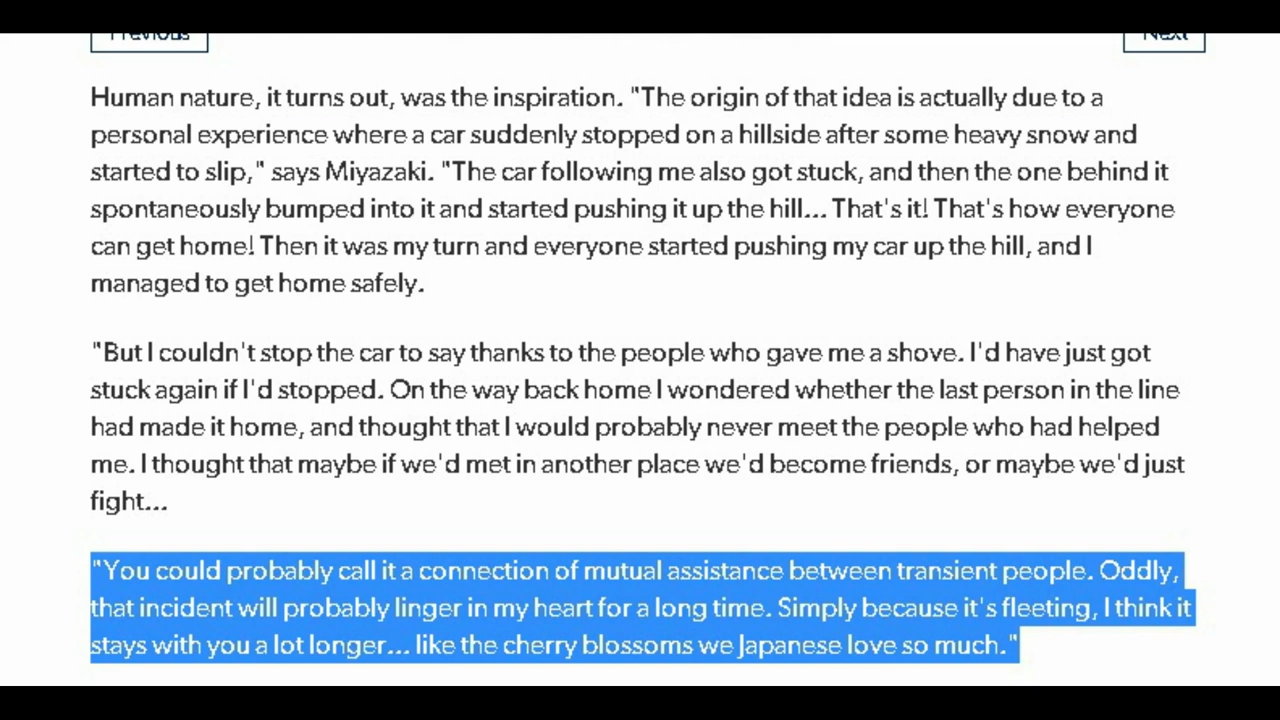 Previous
Next
Human nature, it turns out, was the inspiration. "The origin of that idea is actually due to a
personal experience where a car suddenly stopped on a hillside after some heavy snow and
started to slip," says Miyazaki. "The car following me also got stuck, and then the one behind it
spontaneously bumped into it and started pushing it up the hill... That's it! That's how everyone
can get home! Then it was my turn and everyone started pushing my car up the hill, and I
managed to get home safely.
"But I couldn't stop the car to say thanks to the people who gave me a shove. I'd have just got
stuck again if I'd stopped. On the way back home I wondered whether the last person in the line
had made it home, and thought that I would probably never meet the people who had helped
me. I thought that maybe if we'd met in another place we'd become friends, or maybe we'd just
fight...
"You could probably call it a connection of mutual assistance between transient people. Oddly,
that incident will probably linger in my heart for a long time. Simply because it's fleeting, I think it
stays with you a lot longer... like the cherry blossoms we Japanese love so much."